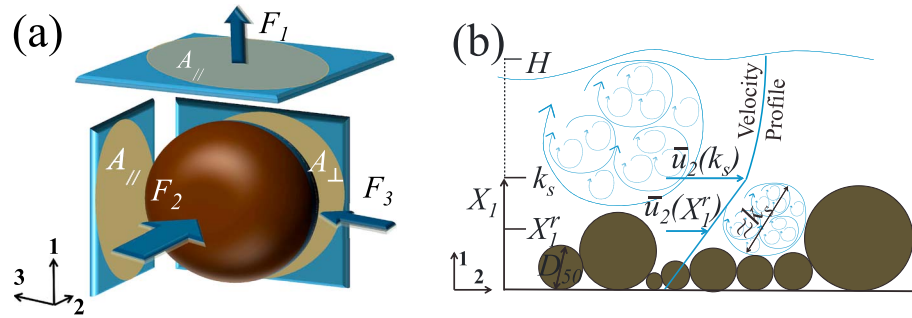 (a)
F₁
A//
A//
A⊥
F₂
F₃
1
3
2
(b)
H
Velocity
Profile
ū₂(kₛ)
kₛ
X₁
ū₂(X₁ʳ)
X₁ʳ
≈kₛ
D₅₀
1
2